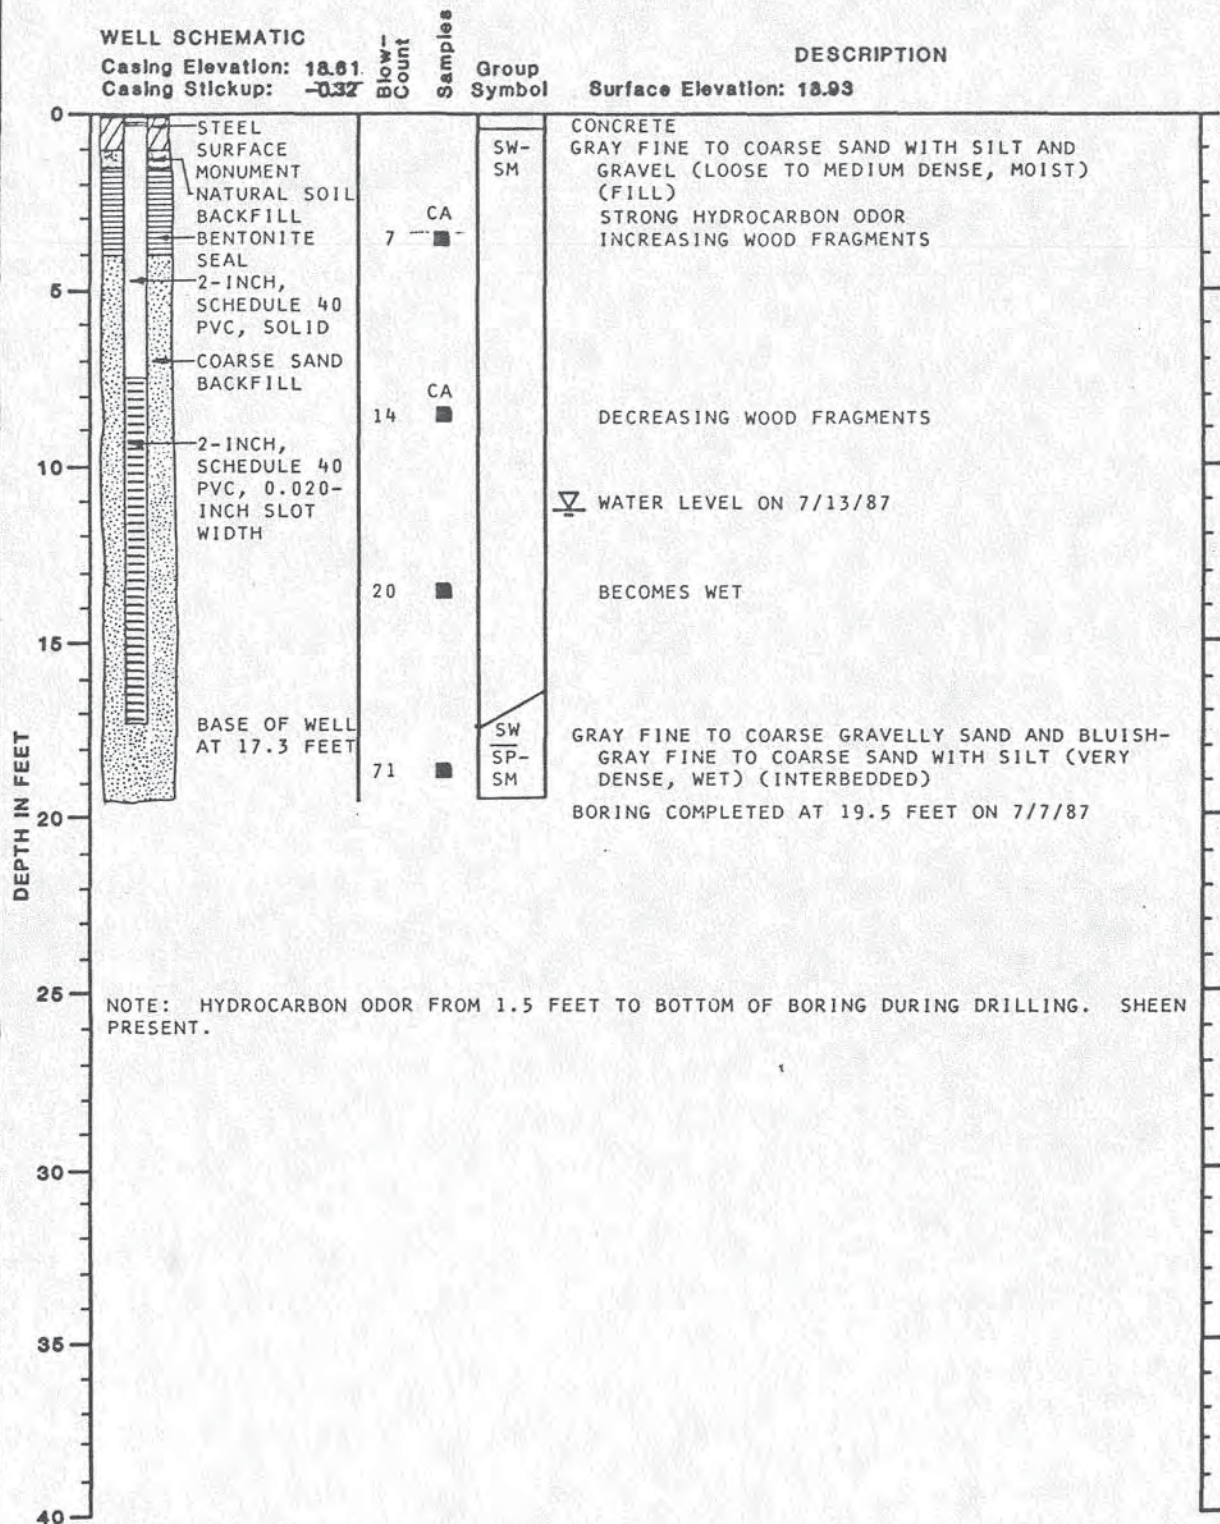 WELL SCHEMATIC
Casing Elevation: 18.61
Casing Stickup: -0.32
Blow-
Count
Samples
Group
Symbol
DESCRIPTION
Surface Elevation: 18.93
0
5
10
15
20
25
30
35
40
DEPTH IN FEET
STEEL
SURFACE
MONUMENT
NATURAL SOIL
BACKFILL
BENTONITE
SEAL
2-INCH,
SCHEDULE 40
PVC, SOLID
COARSE SAND
BACKFILL
2-INCH,
SCHEDULE 40
PVC, 0.020-
INCH SLOT
WIDTH
BASE OF WELL
AT 17.3 FEET
CA
7
CA
14
20
71
SW-
SM
SW
SP-
SM
CONCRETE
GRAY FINE TO COARSE SAND WITH SILT AND
GRAVEL (LOOSE TO MEDIUM DENSE, MOIST)
(FILL)
STRONG HYDROCARBON ODOR
INCREASING WOOD FRAGMENTS
DECREASING WOOD FRAGMENTS
WATER LEVEL ON 7/13/87
BECOMES WET
GRAY FINE TO COARSE GRAVELLY SAND AND BLUISH-
GRAY FINE TO COARSE SAND WITH SILT (VERY
DENSE, WET) (INTERBEDDED)
BORING COMPLETED AT 19.5 FEET ON 7/7/87
NOTE: HYDROCARBON ODOR FROM 1.5 FEET TO BOTTOM OF BORING DURING DRILLING. SHEEN
PRESENT.